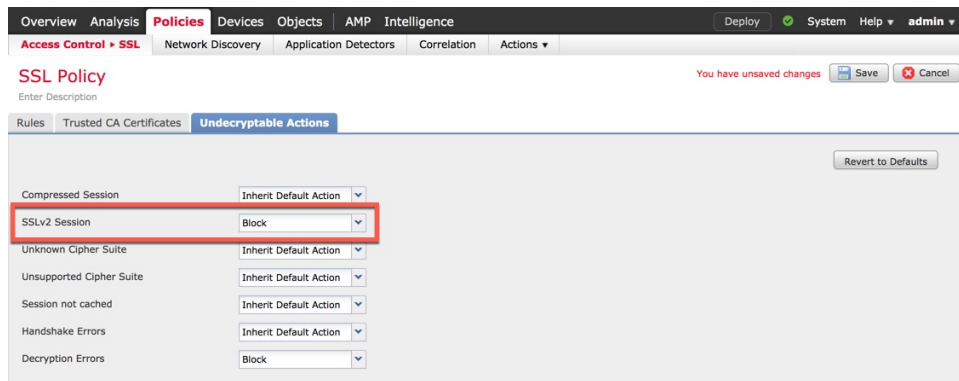 Overview Analysis Policies Devices Objects AMP Intelligence Deploy System Help ▾ admin ▾
Access Control ▸ SSL Network Discovery Application Detectors Correlation Actions ▾
SSL Policy You have unsaved changes Save Cancel
Enter Description
Rules Trusted CA Certificates Undecryptable Actions
Revert to Defaults
Compressed Session Inherit Default Action
SSLv2 Session Block
Unknown Cipher Suite Inherit Default Action
Unsupported Cipher Suite Inherit Default Action
Session not cached Inherit Default Action
Handshake Errors Inherit Default Action
Decryption Errors Block